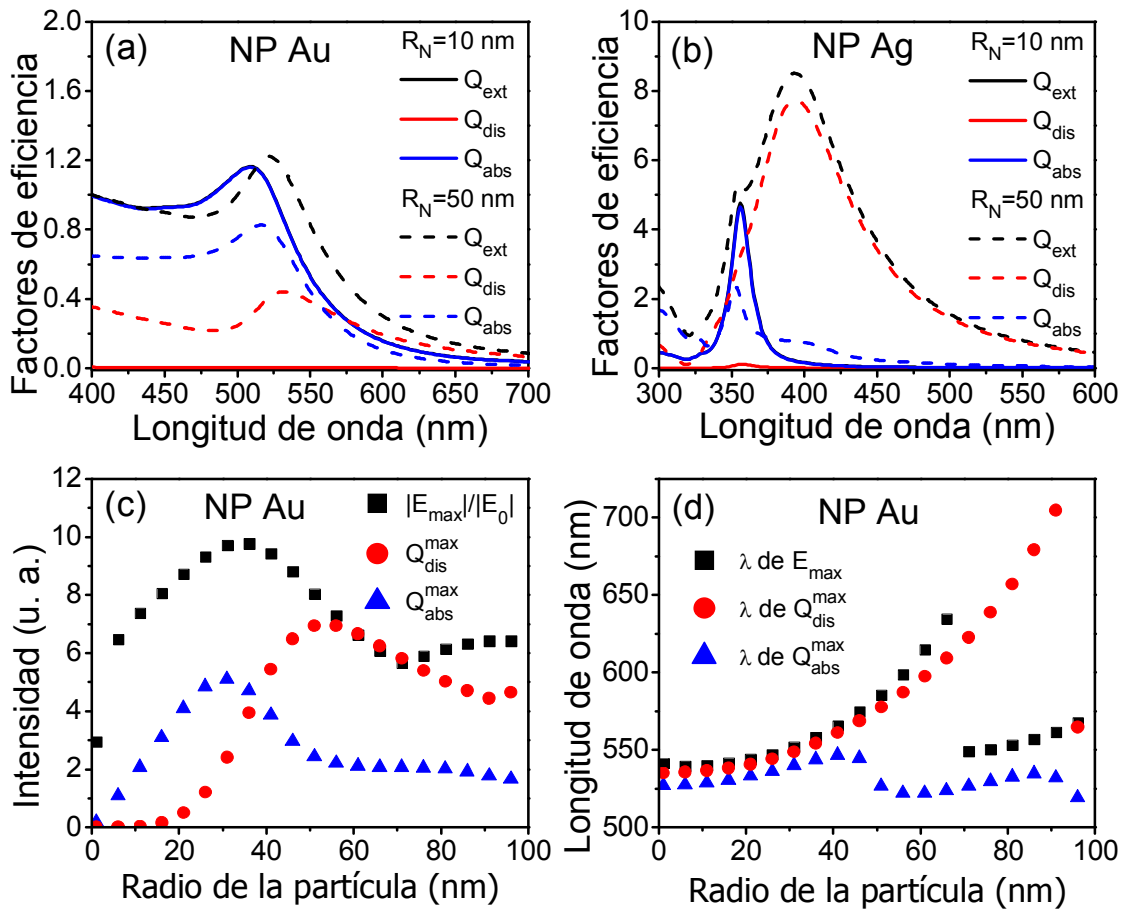 (a)
NP Au
R_N=10 nm
Q_ext
Q_dis
Q_abs
R_N=50 nm
Q_ext
Q_dis
Q_abs
Factores de eficiencia
2.0
1.6
1.2
0.8
0.4
0.0
400 450 500 550 600 650 700
Longitud de onda (nm)
(b)
NP Ag
R_N=10 nm
Q_ext
Q_dis
Q_abs
R_N=50 nm
Q_ext
Q_dis
Q_abs
Factores de eficiencia
10
8
6
4
2
0
300 350 400 450 500 550 600
Longitud de onda (nm)
(c)
NP Au
|E_max|/|E_0|
Q_dis^max
Q_abs^max
Intensidad (u. a.)
12
10
8
6
4
2
0
0 20 40 60 80 100
Radio de la partícula (nm)
(d)
NP Au
λ de E_max
λ de Q_dis^max
λ de Q_abs^max
Longitud de onda (nm)
700
650
600
550
500
0 20 40 60 80 100
Radio de la partícula (nm)